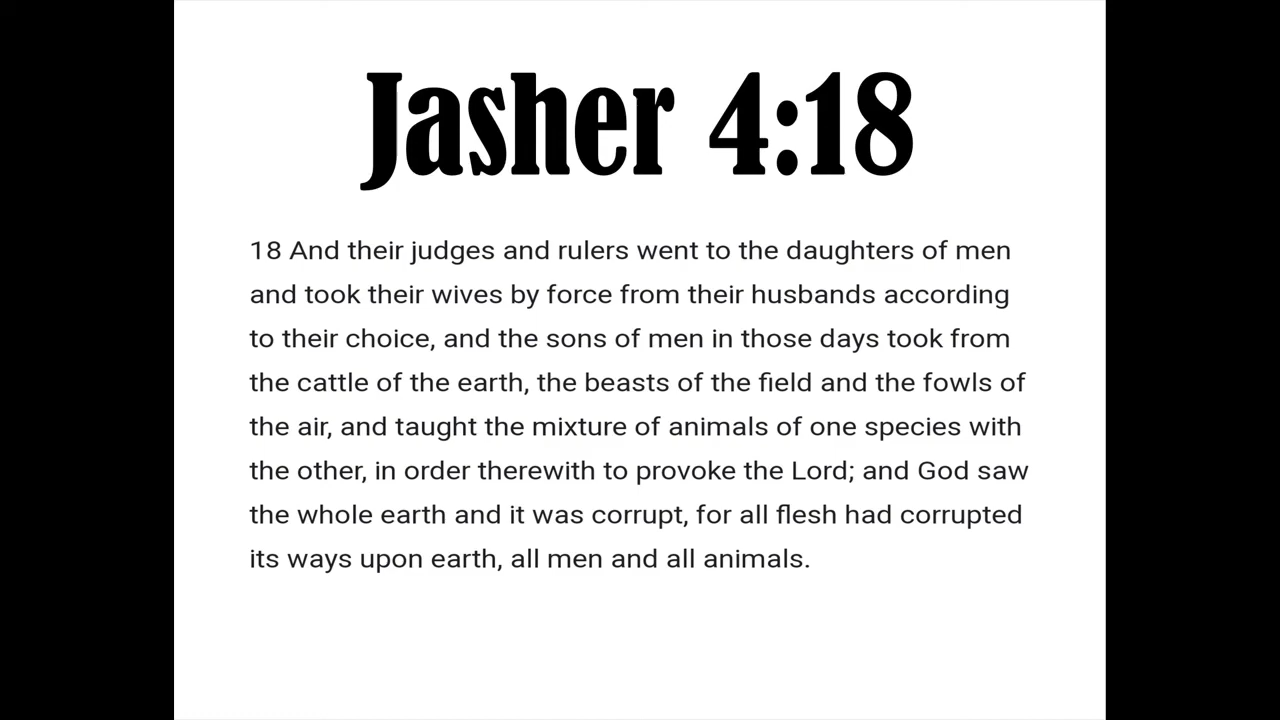 Jasher 4:18
18 And their judges and rulers went to the daughters of men
and took their wives by force from their husbands according
to their choice, and the sons of men in those days took from
the cattle of the earth, the beasts of the field and the fowls of
the air, and taught the mixture of animals of one species with
the other, in order therewith to provoke the Lord; and God saw
the whole earth and it was corrupt, for all flesh had corrupted
its ways upon earth, all men and all animals.